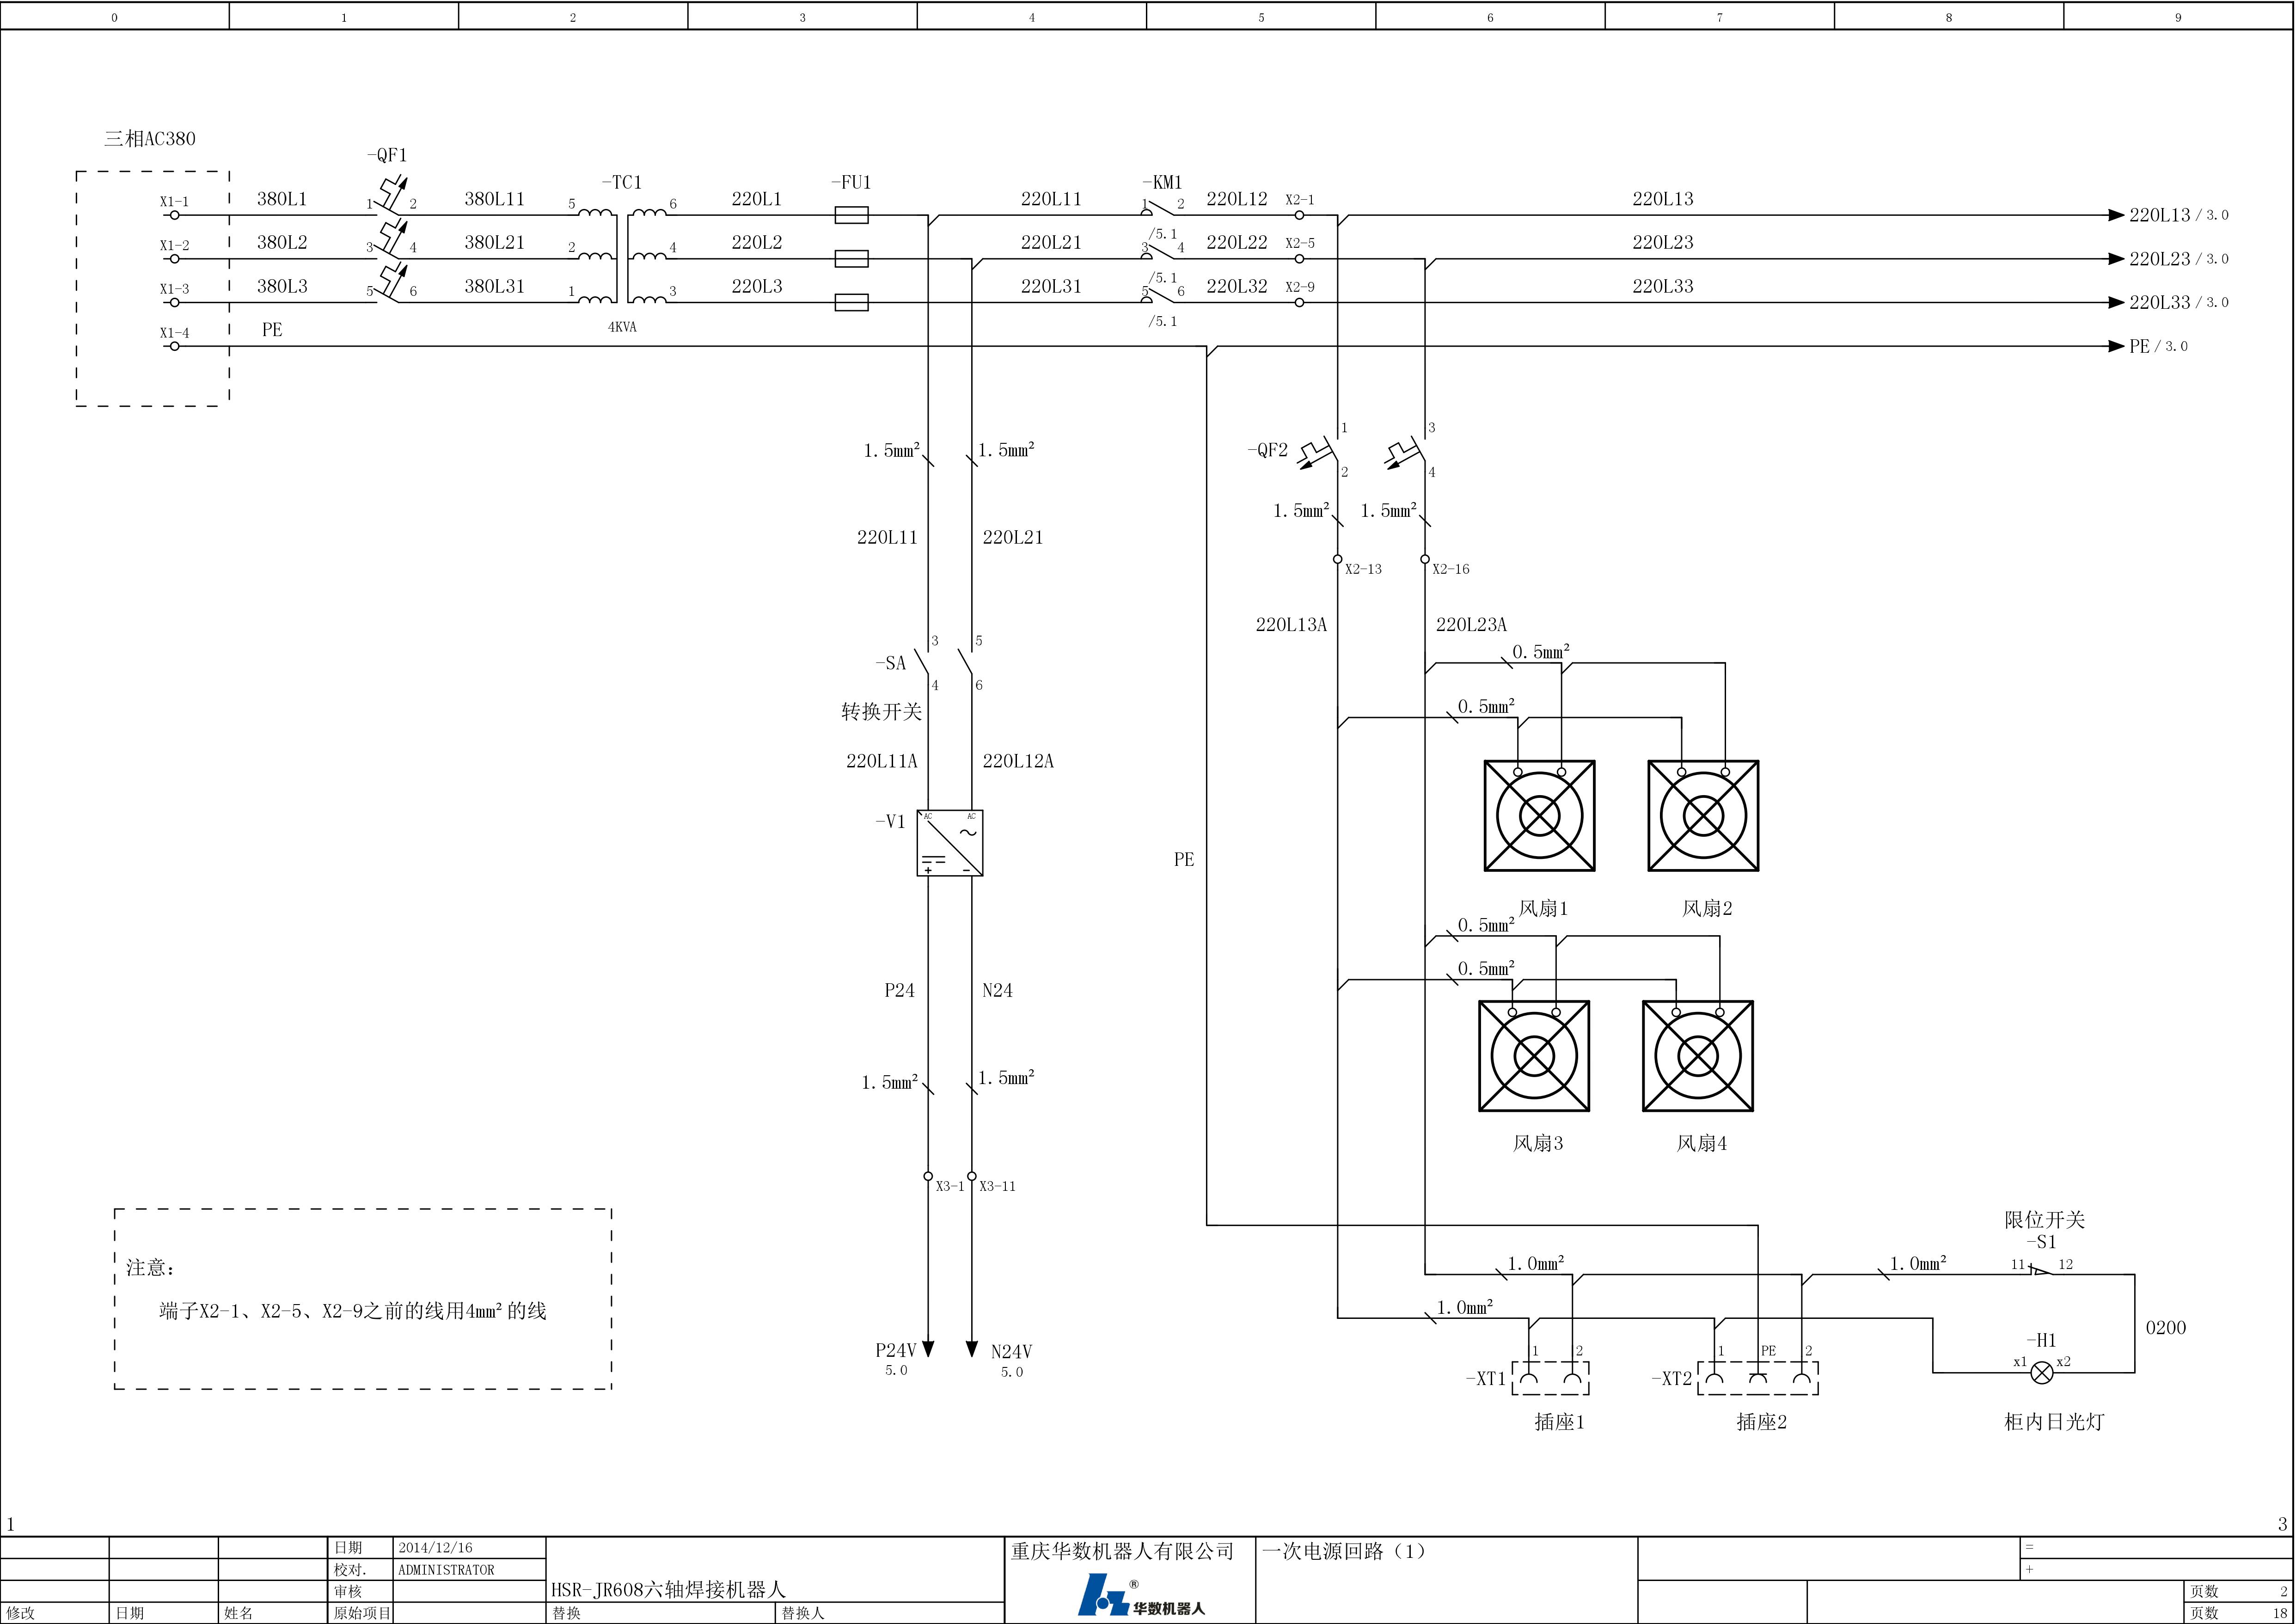 0 1 2 3 4 5 6 7 8 9
三相AC380
-QF1
-TC1 -FU1 -KM1
X1-1 380L1 1 2 380L11 5 6 220L1 220L11 1 2 220L12 X2-1 220L13 220L13 / 3.0
/5.1
X1-2 380L2 3 4 380L21 2 4 220L2 220L21 3 4 220L22 X2-5 220L23 220L23 / 3.0
/5.1
X1-3 380L3 5 6 380L31 1 3 220L3 220L31 5 6 220L32 X2-9 220L33 220L33 / 3.0
/5.1
X1-4 PE 4KVA PE / 3.0
1 3
1.5mm² 1.5mm² -QF2
2 4
1.5mm² 1.5mm²
220L11 220L21
X2-13 X2-16
220L13A 220L23A
3 5
-SA
4 6
0.5mm²
转换开关
0.5mm²
220L11A 220L12A
-V1
AC AC
+ -
PE
风扇1 风扇2
0.5mm²
0.5mm²
P24 N24
1.5mm² 1.5mm²
风扇3 风扇4
X3-1 X3-11
限位开关
-S1
1.0mm² 1.0mm² 11 12
注意:
端子X2-1、X2-5、X2-9之前的线用4mm²的线
1.0mm²
0200
P24V N24V
5.0 5.0
1 2 1 PE 2
-H1
x1 x2
-XT1 -XT2
插座1 插座2 柜内日光灯
1 3
日期 2014/12/16
校对. ADMINISTRATOR
审核
修改 日期 姓名 原始项目
HSR-JR608六轴焊接机器人
替换 替换人
重庆华数机器人有限公司
®
华数机器人
一次电源回路（1）
=
+
页数 2
页数 18